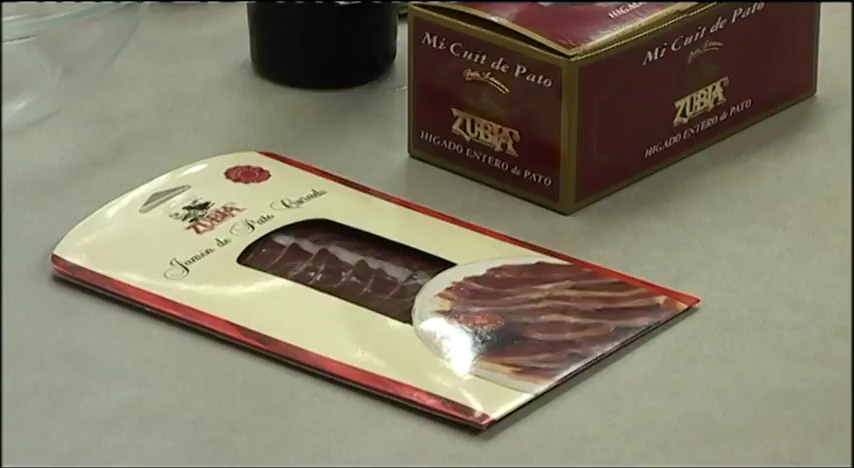 Mi Cuit de Pato
ZUBIA
HIGADO ENTERO de PATO
Mi Cuit de Pato
ZUBIA
HIGADO ENTERO de PATO
HIGADO
ZUBIA
Jamón de Pato Curado